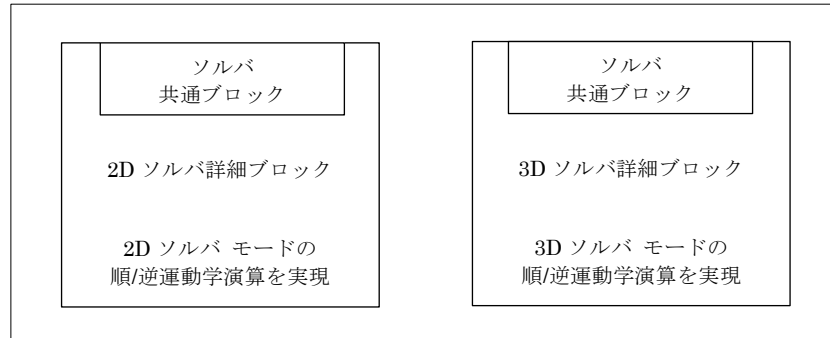 ソルバ
共通ブロック
2D ソルバ詳細ブロック
2D ソルバ モードの
順/逆運動学演算を実現
ソルバ
共通ブロック
3D ソルバ詳細ブロック
3D ソルバ モードの
順/逆運動学演算を実現